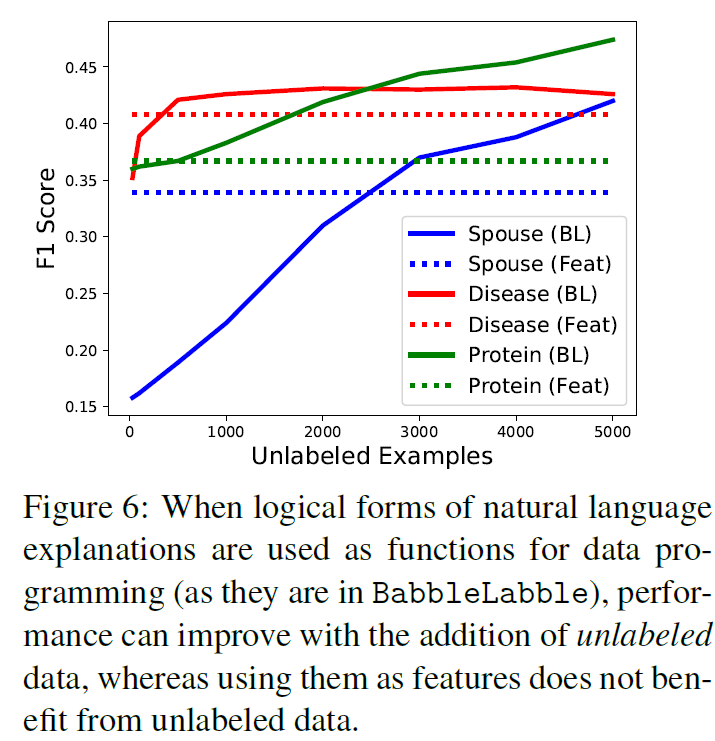 0.45
0.40
0.35
0.30
0.25
0.20
0.15
F1 Score
Spouse (BL)
Spouse (Feat)
Disease (BL)
Disease (Feat)
Protein (BL)
Protein (Feat)
0 1000 2000 3000 4000 5000
Unlabeled Examples
Figure 6: When logical forms of natural language
explanations are used as functions for data pro-
gramming (as they are in BabbleLabble), perfor-
mance can improve with the addition of unlabeled
data, whereas using them as features does not ben-
efit from unlabeled data.